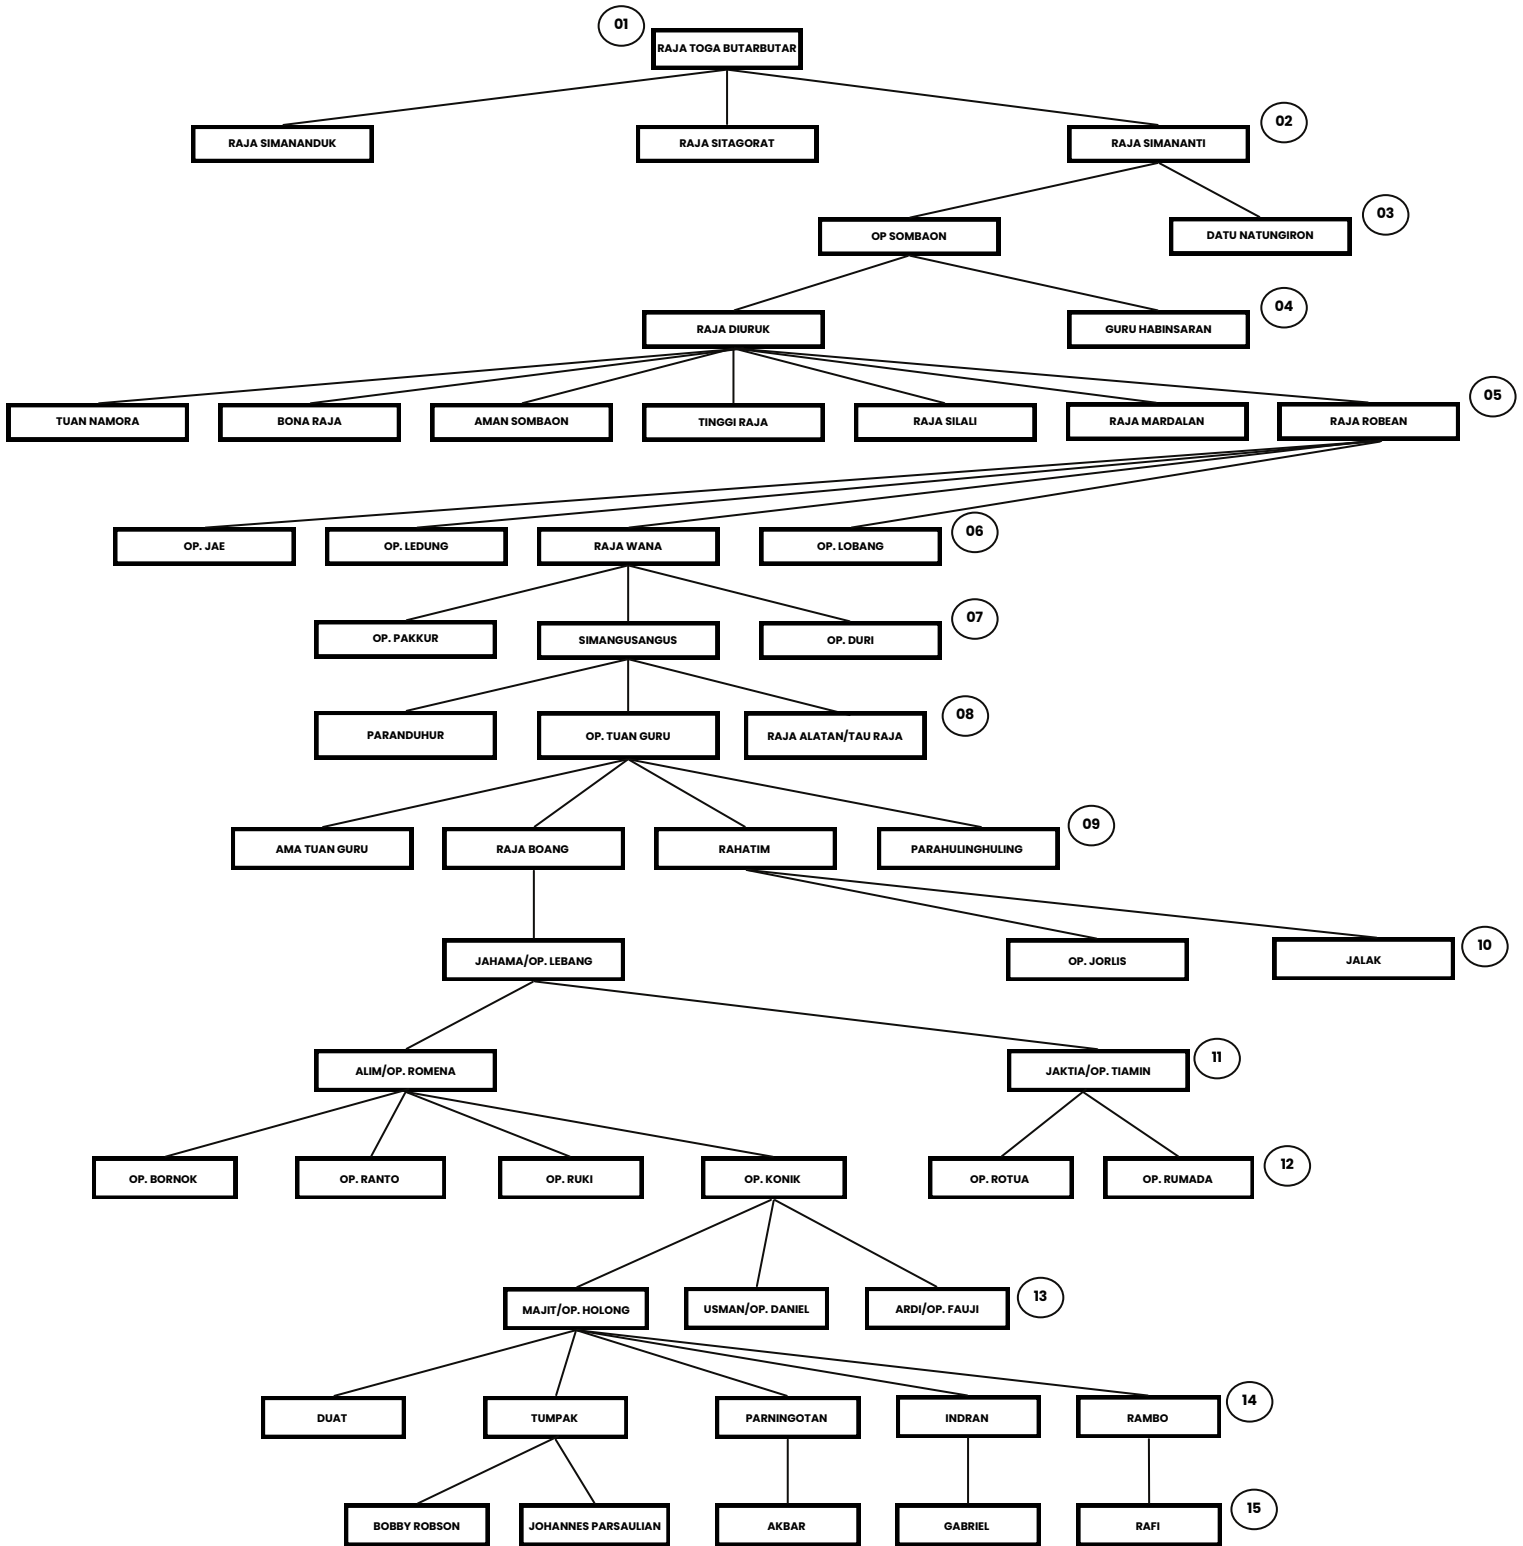 01
RAJA TOGA BUTARBUTAR
RAJA SIMANANDUK
RAJA SITAGORAT
RAJA SIMANANTI
02
OP SOMBAON
DATU NATUNGIRON
03
RAJA DIURUK
GURU HABINSARAN
04
TUAN NAMORA
BONA RAJA
AMAN SOMBAON
TINGGI RAJA
RAJA SILALI
RAJA MARDALAN
RAJA ROBEAN
05
OP. JAE
OP. LEDUNG
RAJA WANA
OP. LOBANG
06
OP. PAKKUR
SIMANGUSANGUS
OP. DURI
07
PARANDUHUR
OP. TUAN GURU
RAJA ALATAN/TAU RAJA
08
AMA TUAN GURU
RAJA BOANG
RAHATIM
PARAHULINGHULING
09
JAHAMA/OP. LEBANG
OP. JORLIS
JALAK
10
ALIM/OP. ROMENA
JAKTIA/OP. TIAMIN
11
OP. BORNOK
OP. RANTO
OP. RUKI
OP. KONIK
OP. ROTUA
OP. RUMADA
12
MAJIT/OP. HOLONG
USMAN/OP. DANIEL
ARDI/OP. FAUJI
13
DUAT
TUMPAK
PARNINGOTAN
INDRAN
RAMBO
14
BOBBY ROBSON
JOHANNES PARSAULIAN
AKBAR
GABRIEL
RAFI
15